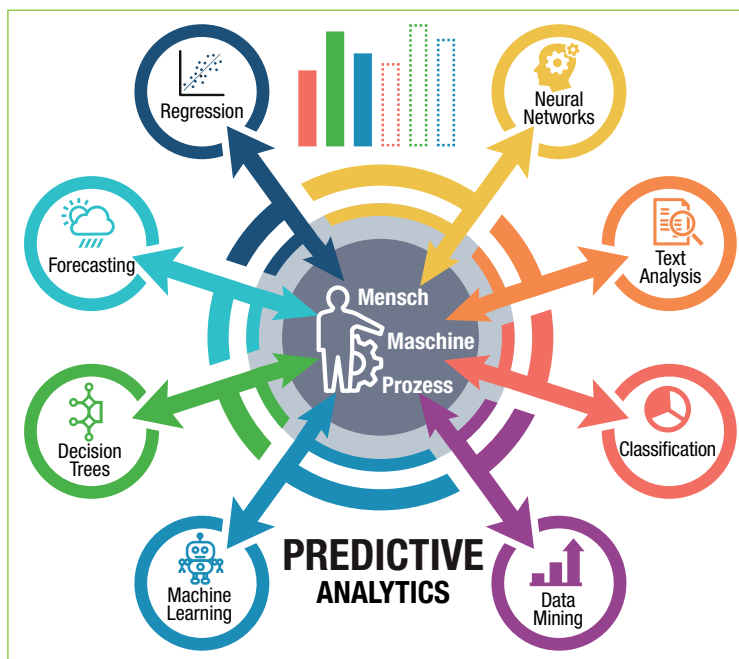 Regression
Neural
Networks
Forecasting
Text
Analysis
Mensch
Maschine
Prozess
Decision
Trees
Classification
Machine
Learning
PREDICTIVE
ANALYTICS
Data
Mining